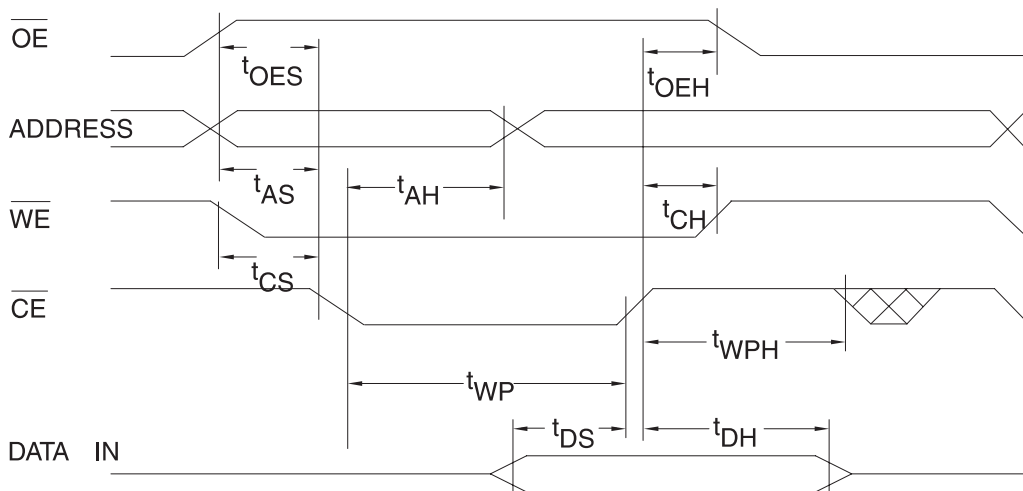 OE
tOES
tOEH
ADDRESS
tAS
tAH
WE
tCH
tCS
CE
tWPH
tWP
tDS
tDH
DATA IN